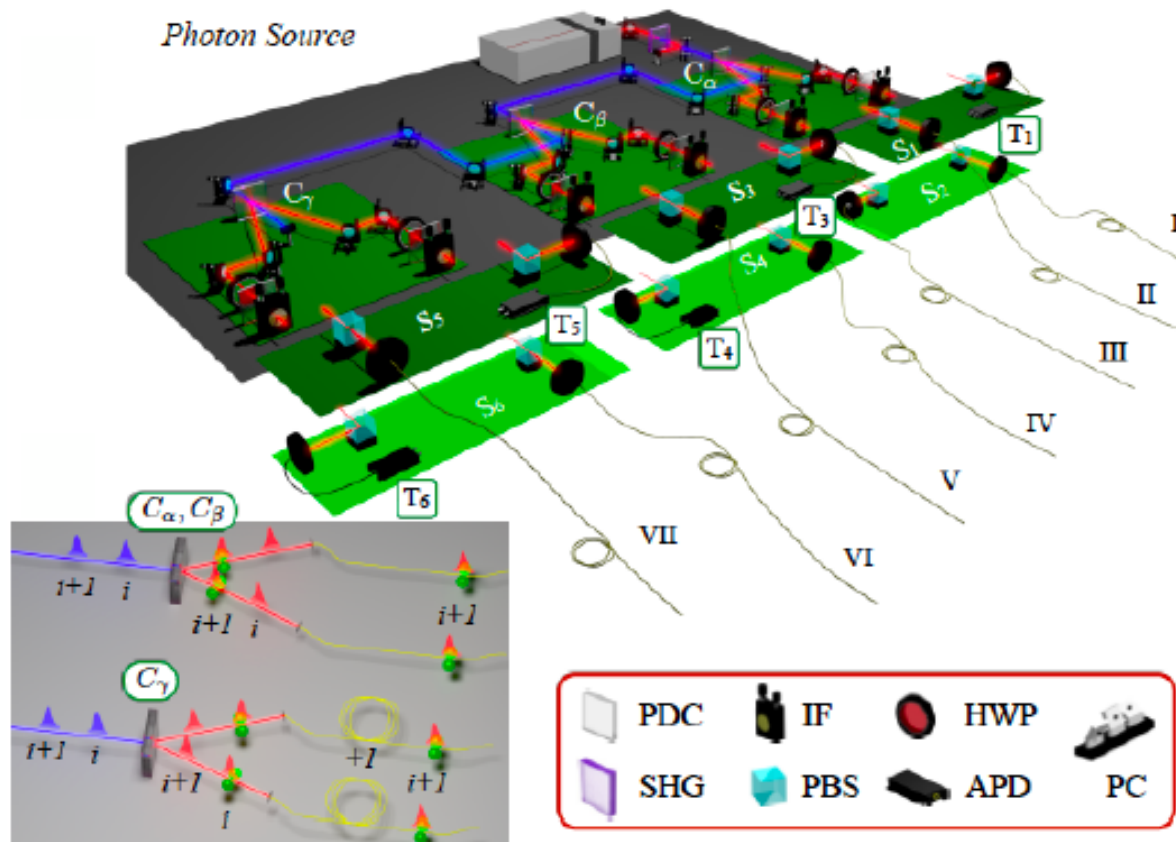 Photon Source
Cα
Cβ
Cγ
T1
S1
S2
S3
T3
S4
I
II
S5
T5
T4
III
S6
IV
V
T6
VII
VI
Cα, Cβ
i+1 i
i+1 i
i+1
Cγ
i+1 i
i+1
i
+1
i+1
PDC IF HWP
SHG PBS APD PC